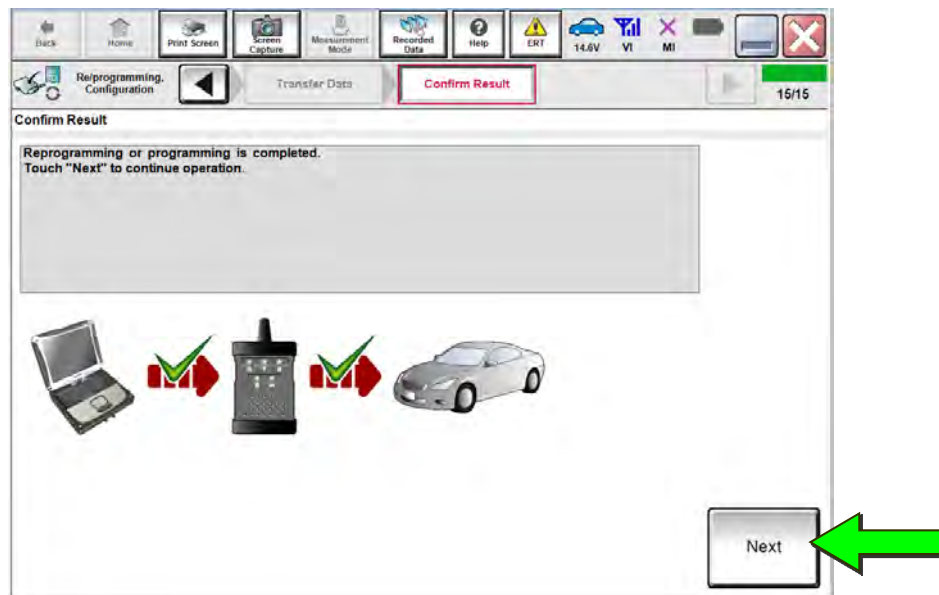 Back
Home
Print Screen
Screen
Capture
Measurement
Mode
Recorded
Data
Help
ERT
14.6V
VI
MI
Re/programming,
Configuration
Transfer Data
Confirm Result
15/15
Confirm Result
Reprogramming or programming is completed.
Touch "Next" to continue operation.
Next